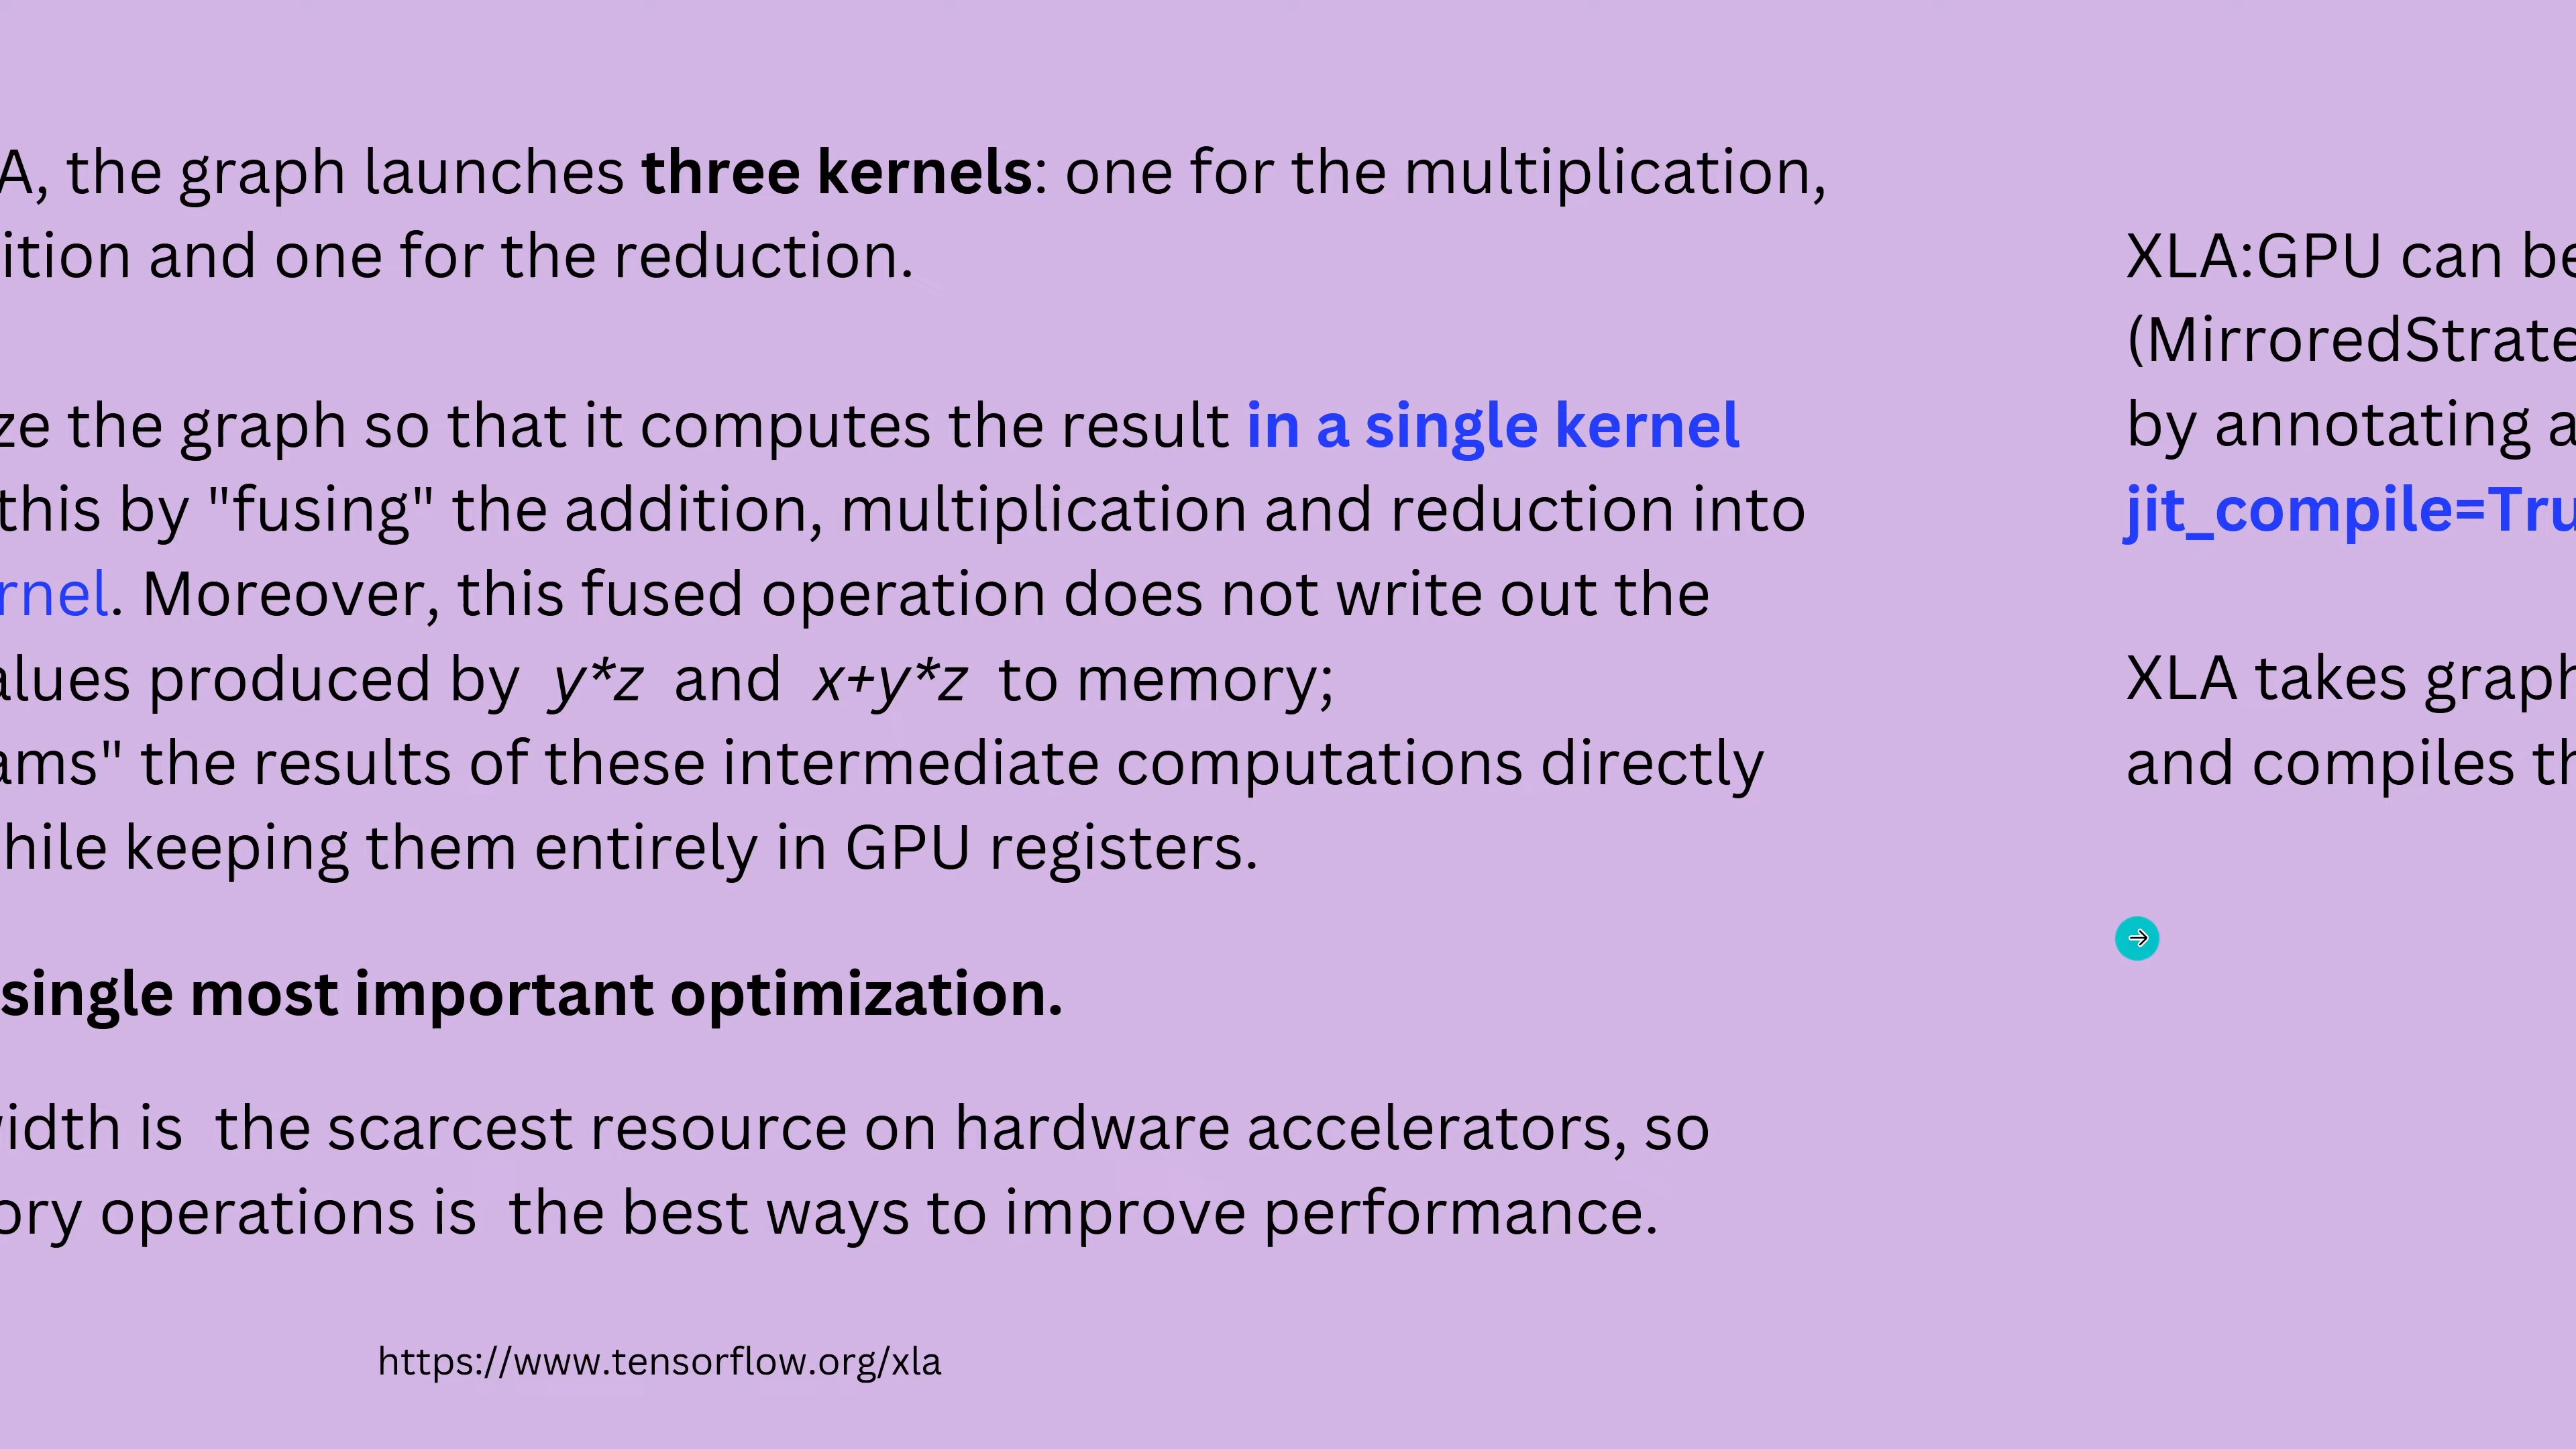 A, the graph launches three kernels: one for the multiplication,
ition and one for the reduction.
ze the graph so that it computes the result in a single kernel
this by "fusing" the addition, multiplication and reduction into
rnel. Moreover, this fused operation does not write out the
alues produced by y*z and x+y*z to memory;
ams" the results of these intermediate computations directly
hile keeping them entirely in GPU registers.
single most important optimization.
width is the scarcest resource on hardware accelerators, so
ory operations is the best ways to improve performance.
https://www.tensorflow.org/xla
XLA:GPU can be
(MirroredStrate
by annotating a
jit_compile=Tru
XLA takes graph
and compiles th